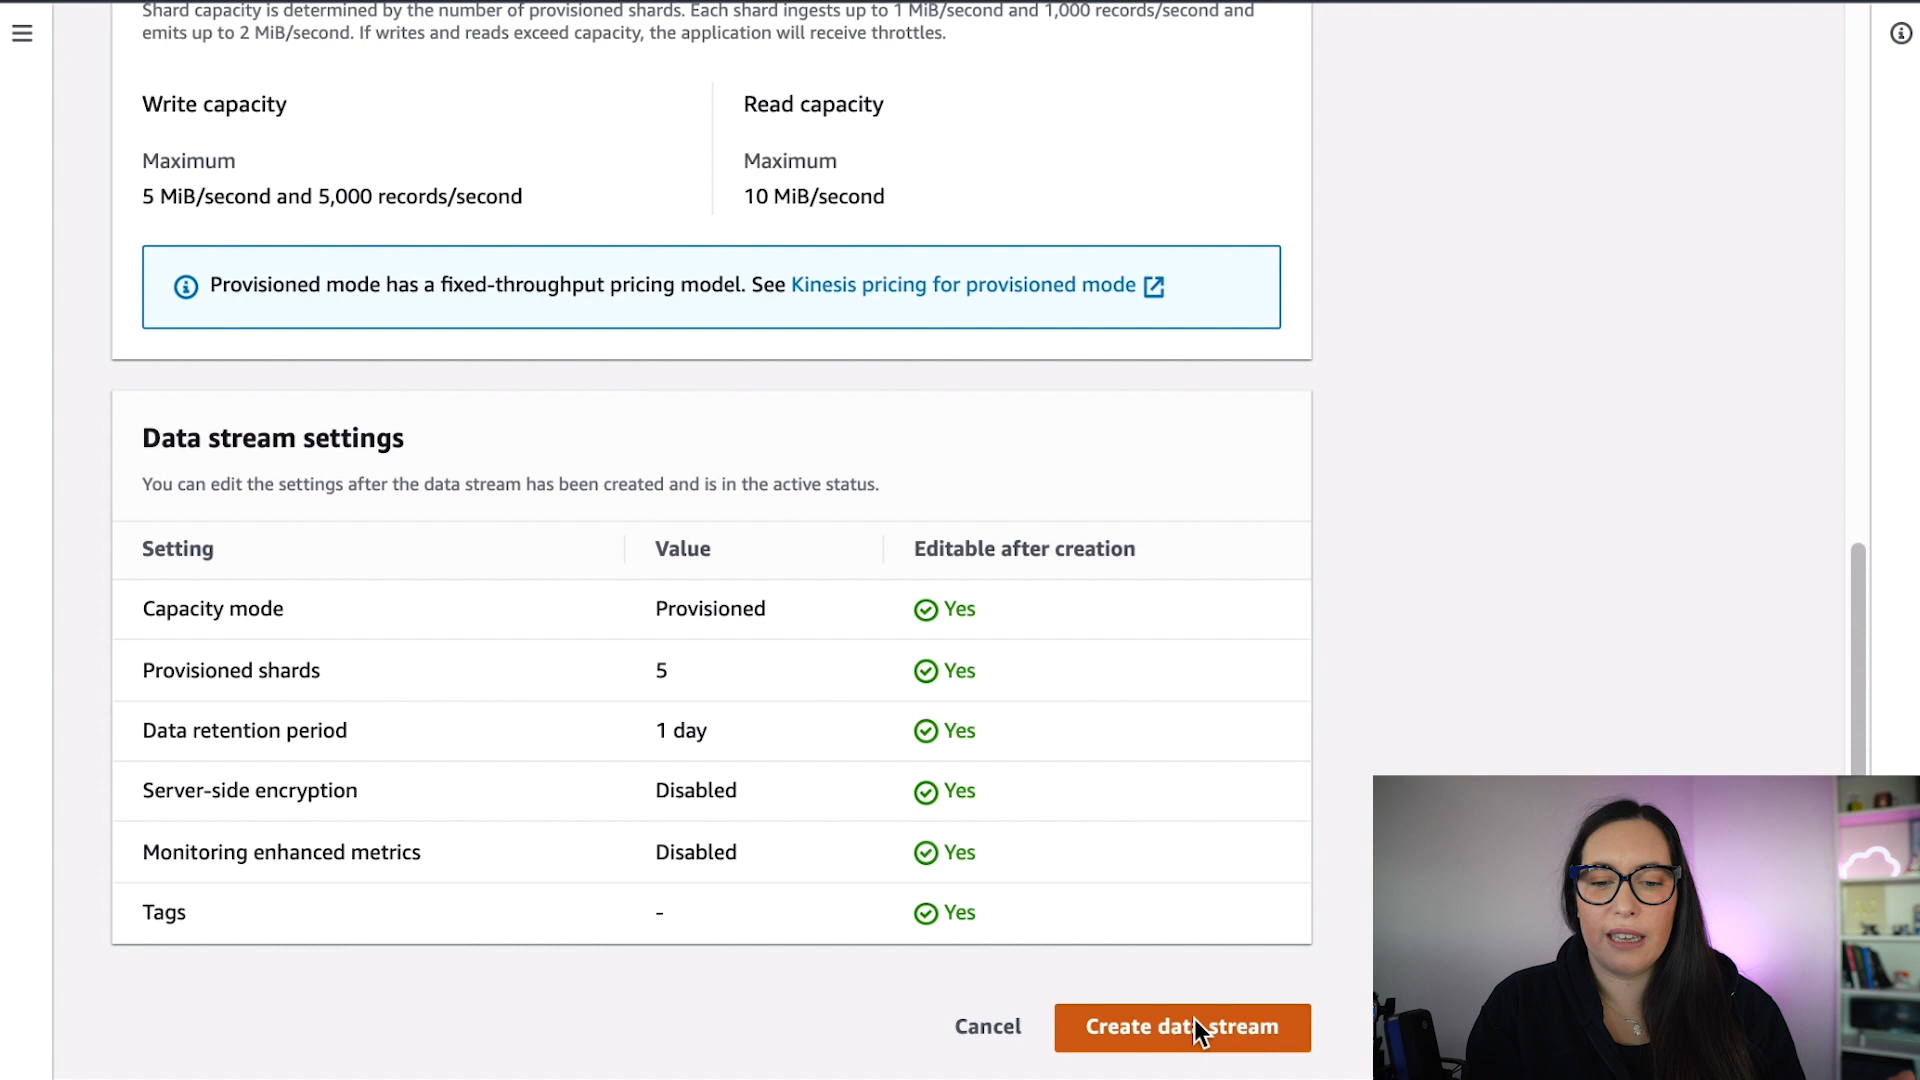 Shard capacity is determined by the number of provisioned shards. Each shard ingests up to 1 MiB/second and 1,000 records/second and
emits up to 2 MiB/second. If writes and reads exceed capacity, the application will receive throttles.
Write capacity
Read capacity
Maximum
Maximum
5 MiB/second and 5,000 records/second
10 MiB/second
Provisioned mode has a fixed-throughput pricing model. See Kinesis pricing for provisioned mode
Data stream settings
You can edit the settings after the data stream has been created and is in the active status.
Setting Value Editable after creation
Capacity mode Provisioned Yes
Provisioned shards 5 Yes
Data retention period 1 day Yes
Server-side encryption Disabled Yes
Monitoring enhanced metrics Disabled Yes
Tags - Yes
Cancel Create data stream